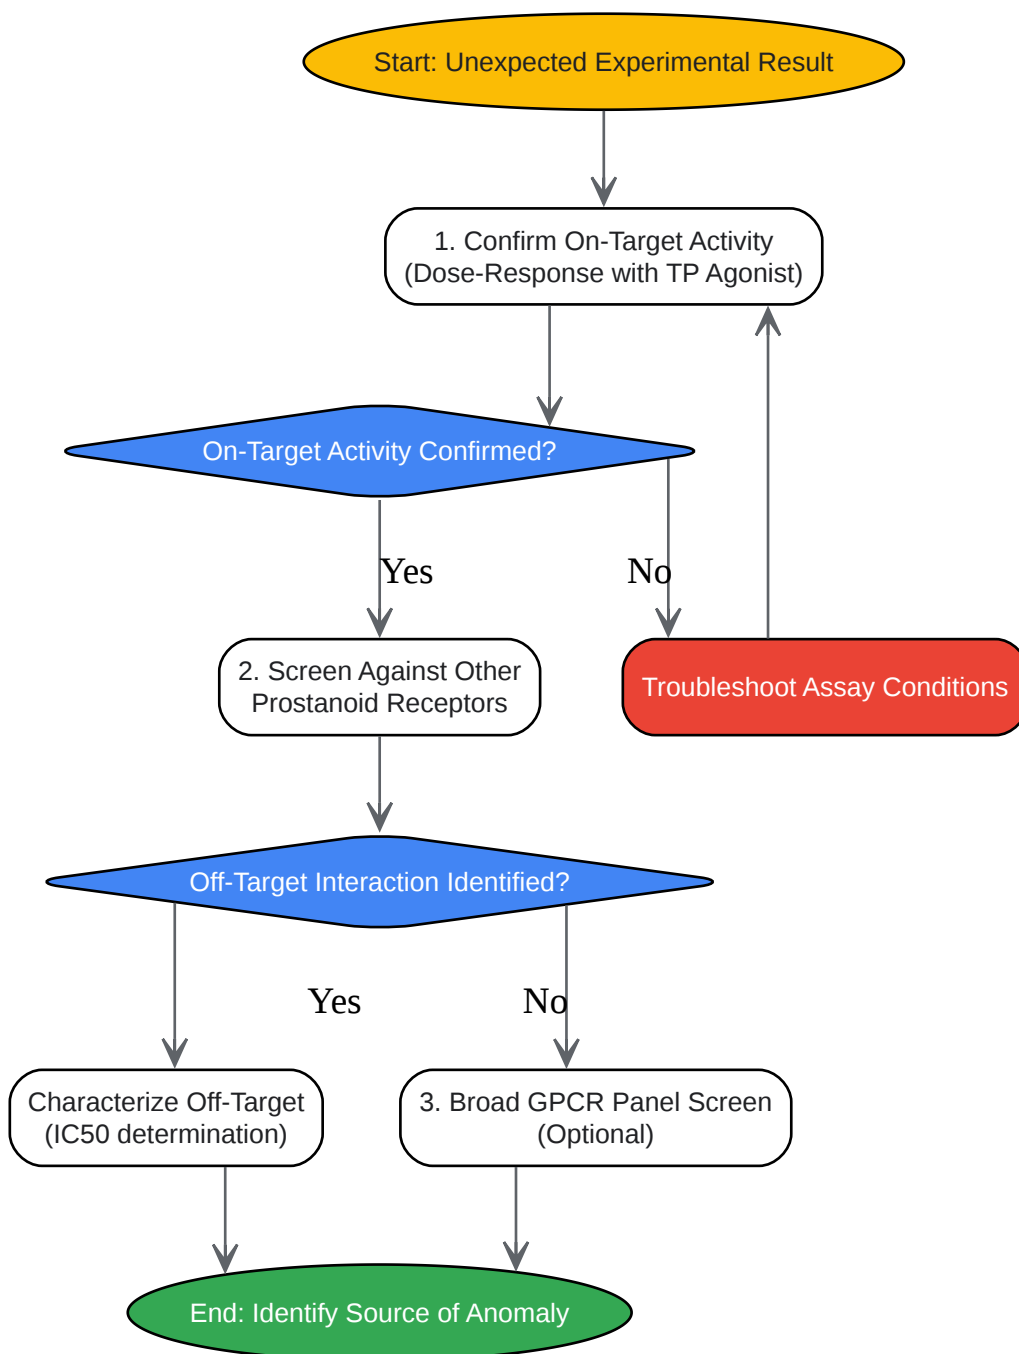 Start: Unexpected Experimental Result
1. Confirm On-Target Activity
(Dose-Response with TP Agonist)
On-Target Activity Confirmed?
Yes
No
2. Screen Against Other
Prostanoid Receptors
Troubleshoot Assay Conditions
Off-Target Interaction Identified?
Yes
No
Characterize Off-Target
(IC50 determination)
3. Broad GPCR Panel Screen
(Optional)
End: Identify Source of Anomaly